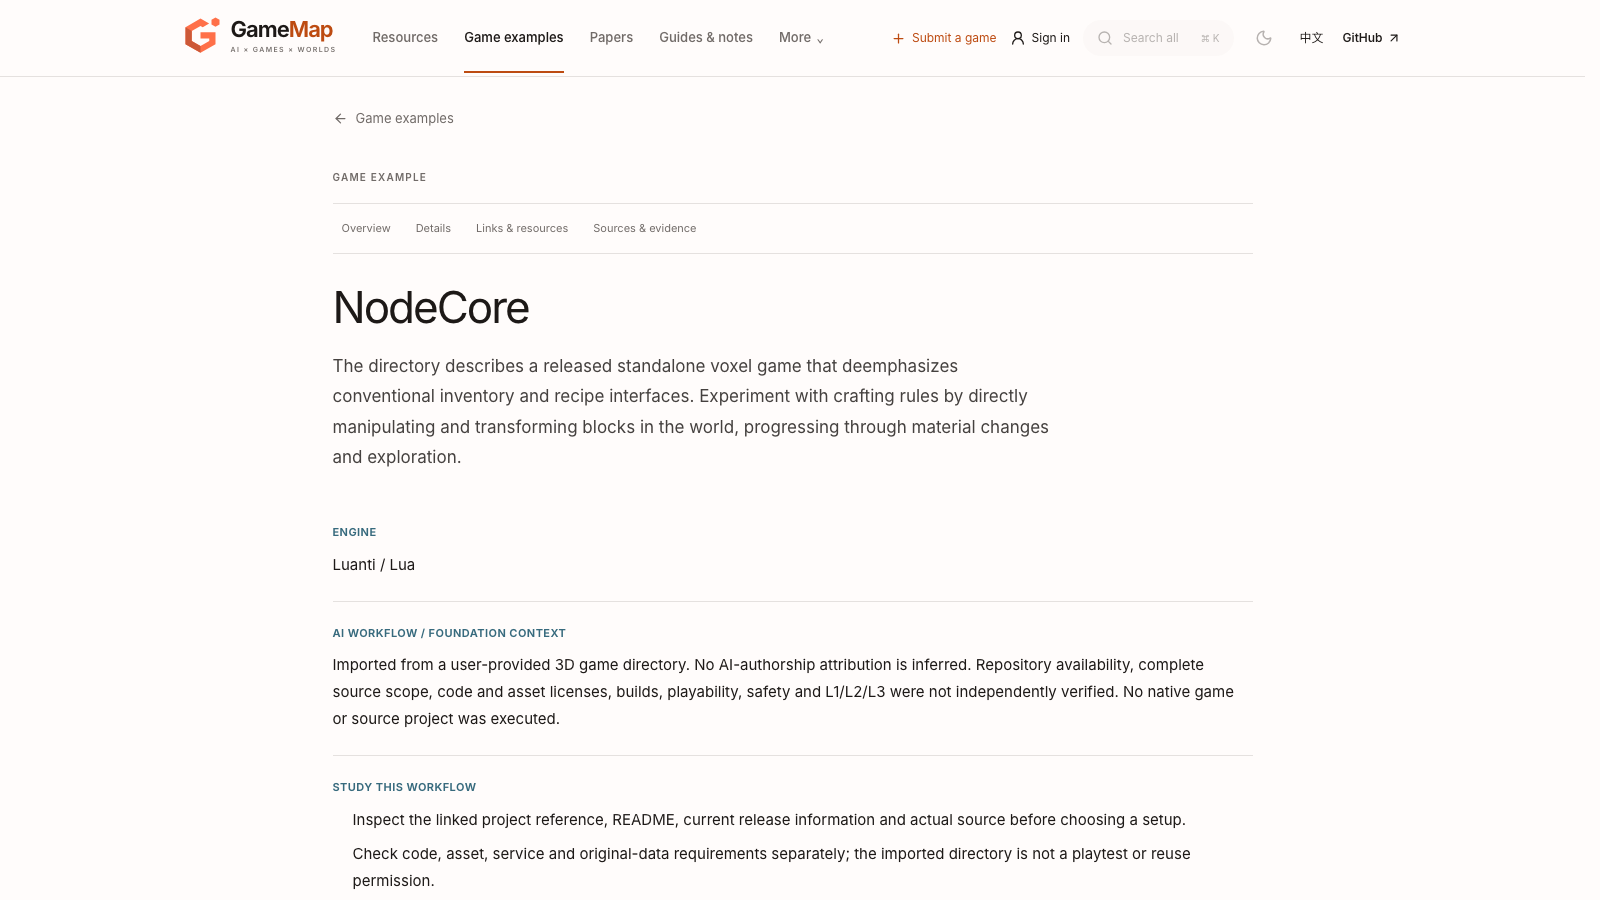 GameMap
AI × GAMES × WORLDS
Resources
Game examples
Papers
Guides & notes
More
Submit a game
Sign in
Search all
⌘ K
中文
GitHub
Game examples
GAME EXAMPLE
Overview
Details
Links & resources
Sources & evidence
NodeCore
The directory describes a released standalone voxel game that deemphasizes
conventional inventory and recipe interfaces. Experiment with crafting rules by directly
manipulating and transforming blocks in the world, progressing through material changes
and exploration.
ENGINE
Luanti / Lua
AI WORKFLOW / FOUNDATION CONTEXT
Imported from a user-provided 3D game directory. No AI-authorship attribution is inferred. Repository availability, complete
source scope, code and asset licenses, builds, playability, safety and L1/L2/L3 were not independently verified. No native game
or source project was executed.
STUDY THIS WORKFLOW
Inspect the linked project reference, README, current release information and actual source before choosing a setup.
Check code, asset, service and original-data requirements separately; the imported directory is not a playtest or reuse
permission.